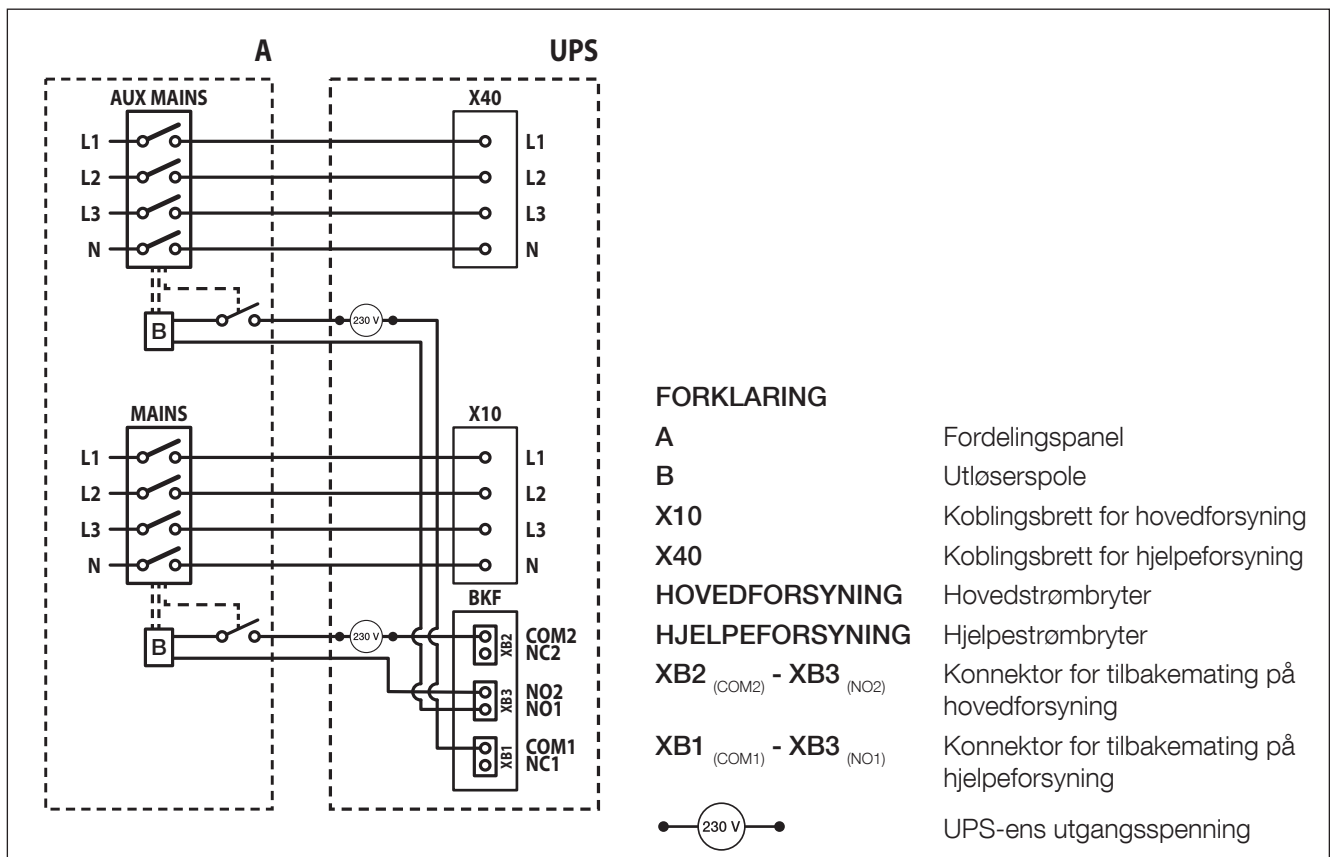 A
UPS
AUX MAINS
X40
L1
L1
L2
L2
L3
L3
N
N
B
230 V
MAINS
X10
L1
L1
L2
L2
L3
L3
N
N
BKF
B
230 V
XB2
COM2
NC2
XB3
NO2
NO1
XB1
COM1
NC1
FORKLARING
A Fordelingspanel
B Utløserspole
X10 Koblingsbrett for hovedforsyning
X40 Koblingsbrett for hjelpeforsyning
HOVEDFORSYNING Hovedstrømbryter
HJELPEFORSYNING Hjelpestrømbryter
XB2 (COM2) - XB3 (NO2) Konnektor for tilbakemating på
hovedforsyning
XB1 (COM1) - XB3 (NO1) Konnektor for tilbakemating på
hjelpeforsyning
230 V UPS-ens utgangsspenning